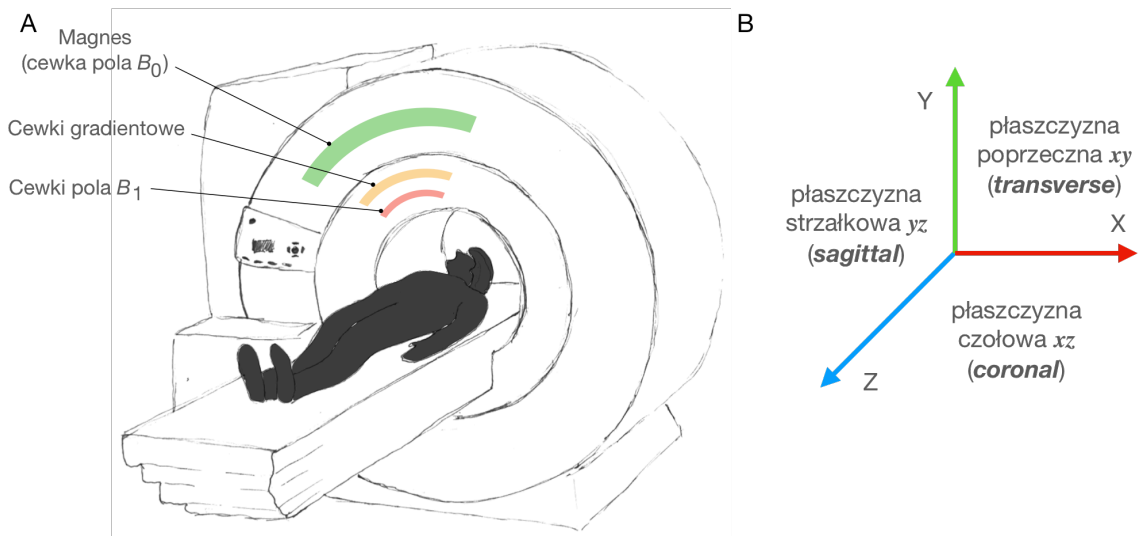 A
Magnes
(cewka pola B0)
Cewki gradientowe
Cewki pola B1
B
Y
płaszczyzna
poprzeczna xy
(transverse)
płaszczyzna
strzałkowa yz
(sagittal)
X
płaszczyzna
czołowa xz
(coronal)
Z